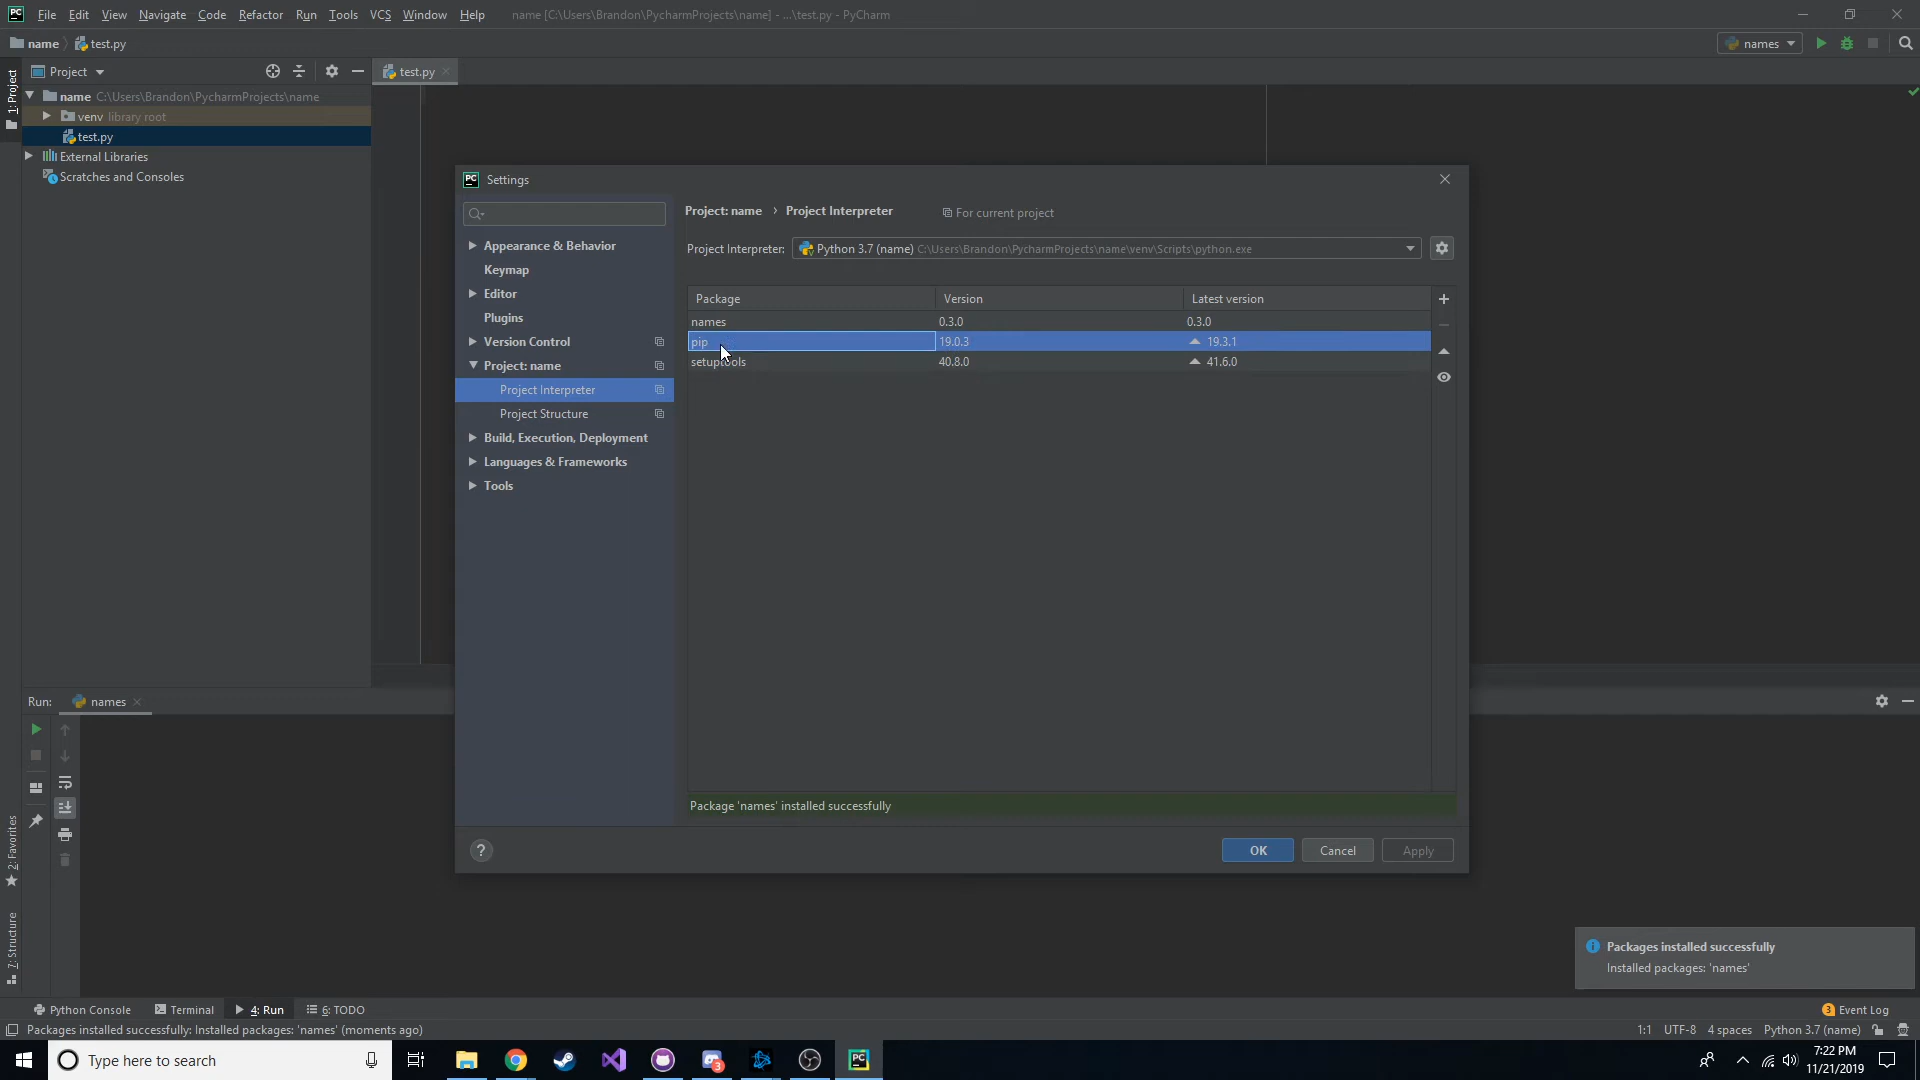 File Edit View Navigate Code Refactor Run Tools VCS Window Help name [C:\Users\Brandon\PycharmProjects\name] - ...\test.py - PyCharm
name test.py names
1: Project
Project test.py
name C:\Users\Brandon\PycharmProjects\name
venv library root
test.py
External Libraries
Scratches and Consoles
PC Settings
Project: name › Project Interpreter For current project
Appearance & Behavior
Project Interpreter: Python 3.7 (name) C:\Users\Brandon\PycharmProjects\name\venv\Scripts\python.exe
Keymap
Editor
Package Version Latest version
Plugins
names 0.3.0 0.3.0
Version Control
pip 19.0.3 19.3.1
setuptools 40.8.0 41.6.0
Project: name
Project Interpreter
Project Structure
Build, Execution, Deployment
Languages & Frameworks
Tools
Package 'names' installed successfully
? OK Cancel Apply
Run: names
2: Favorites
7: Structure
Packages installed successfully
Installed packages: 'names'
Python Console Terminal 4: Run 6: TODO 3 Event Log
Packages installed successfully: Installed packages: 'names' (moments ago) 1:1 UTF-8 4 spaces Python 3.7 (name)
Type here to search 3 PC 7:22 PM
11/21/2019